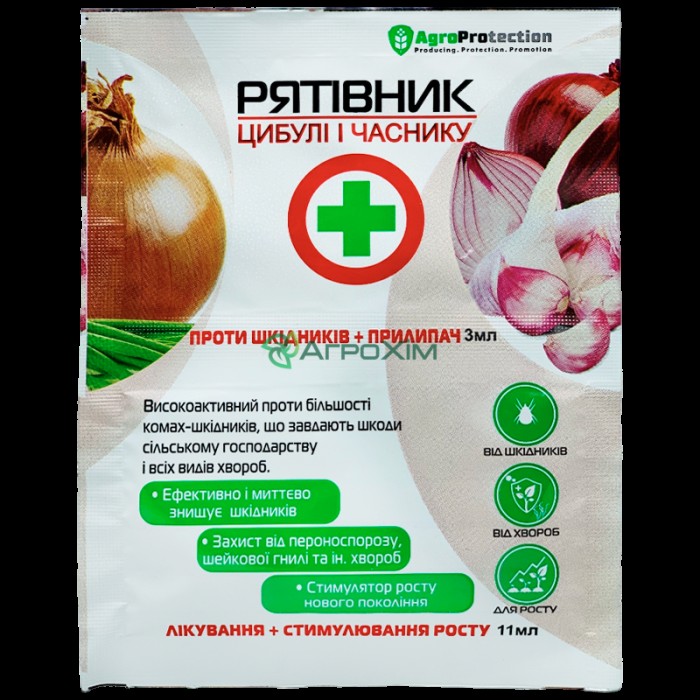 AgroProtection
Producing. Protection. Promotion
РЯТІВНИК
ЦИБУЛІ І ЧАСНИКУ
ПРОТИ ШКІДНИКІВ + ПРИЛИПАЧ 3мл
АГРОХІМ
Високоактивний проти більшості
комах-шкідників, що завдають шкоди
сільському господарству
і всіх видів хвороб.
• Ефективно і миттєво
знищує шкідників
• Захист від пероноспорозу,
шейкової гнилі та ін. хвороб
• Стимулятор росту
нового покоління
ВІД ШКІДНИКІВ
ВІД ХВОРОБ
ДЛЯ РОСТУ
ЛІКУВАННЯ + СТИМУЛЮВАННЯ РОСТУ 11мл